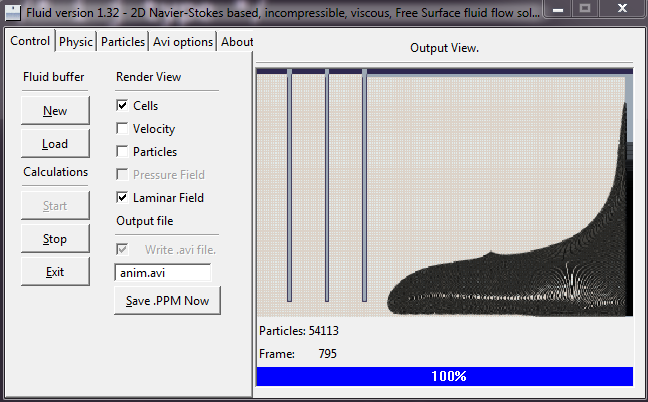 Fluid version 1.32 - 2D Navier-Stokes based, incompressible, viscous, Free Surface fluid flow sol...
Control Physic Particles Avi options About
Output View.
Fluid buffer
New
Load
Calculations
Start
Stop
Exit
Render View
Cells
Velocity
Particles
Pressure Field
Laminar Field
Output file
Write .avi file.
anim.avi
Save .PPM Now
Particles: 54113
Frame: 795
100%